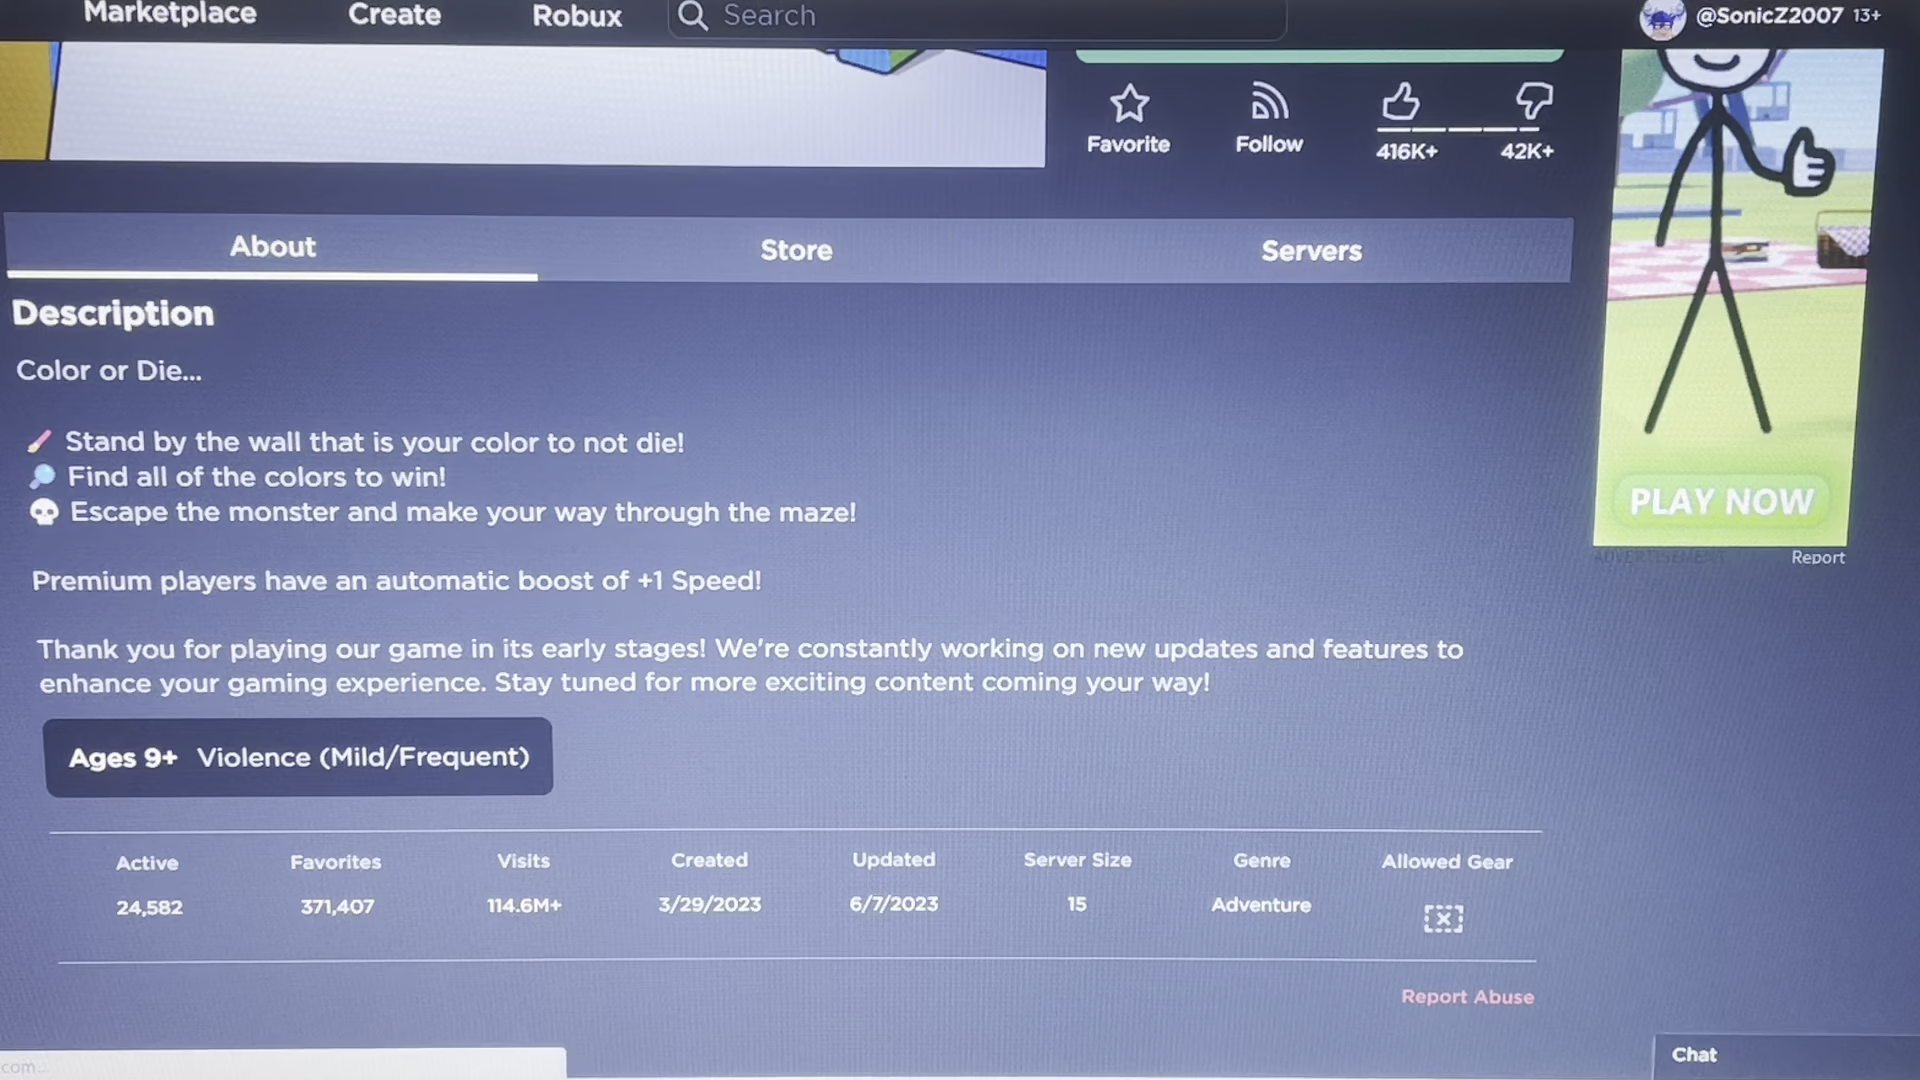 Marketplace Create Robux Search @SonicZ2007 13+
Favorite Follow 416K+ 42K+
About Store Servers
Description
Color or Die...
Stand by the wall that is your color to not die!
Find all of the colors to win!
Escape the monster and make your way through the maze!
PLAY NOW
ADVERTISEMENT Report
Premium players have an automatic boost of +1 Speed!
Thank you for playing our game in its early stages! We're constantly working on new updates and features to
enhance your gaming experience. Stay tuned for more exciting content coming your way!
Ages 9+ Violence (Mild/Frequent)
Active Favorites Visits Created Updated Server Size Genre Allowed Gear
24,582 371,407 114.6M+ 3/29/2023 6/7/2023 15 Adventure
Report Abuse
Chat
com...